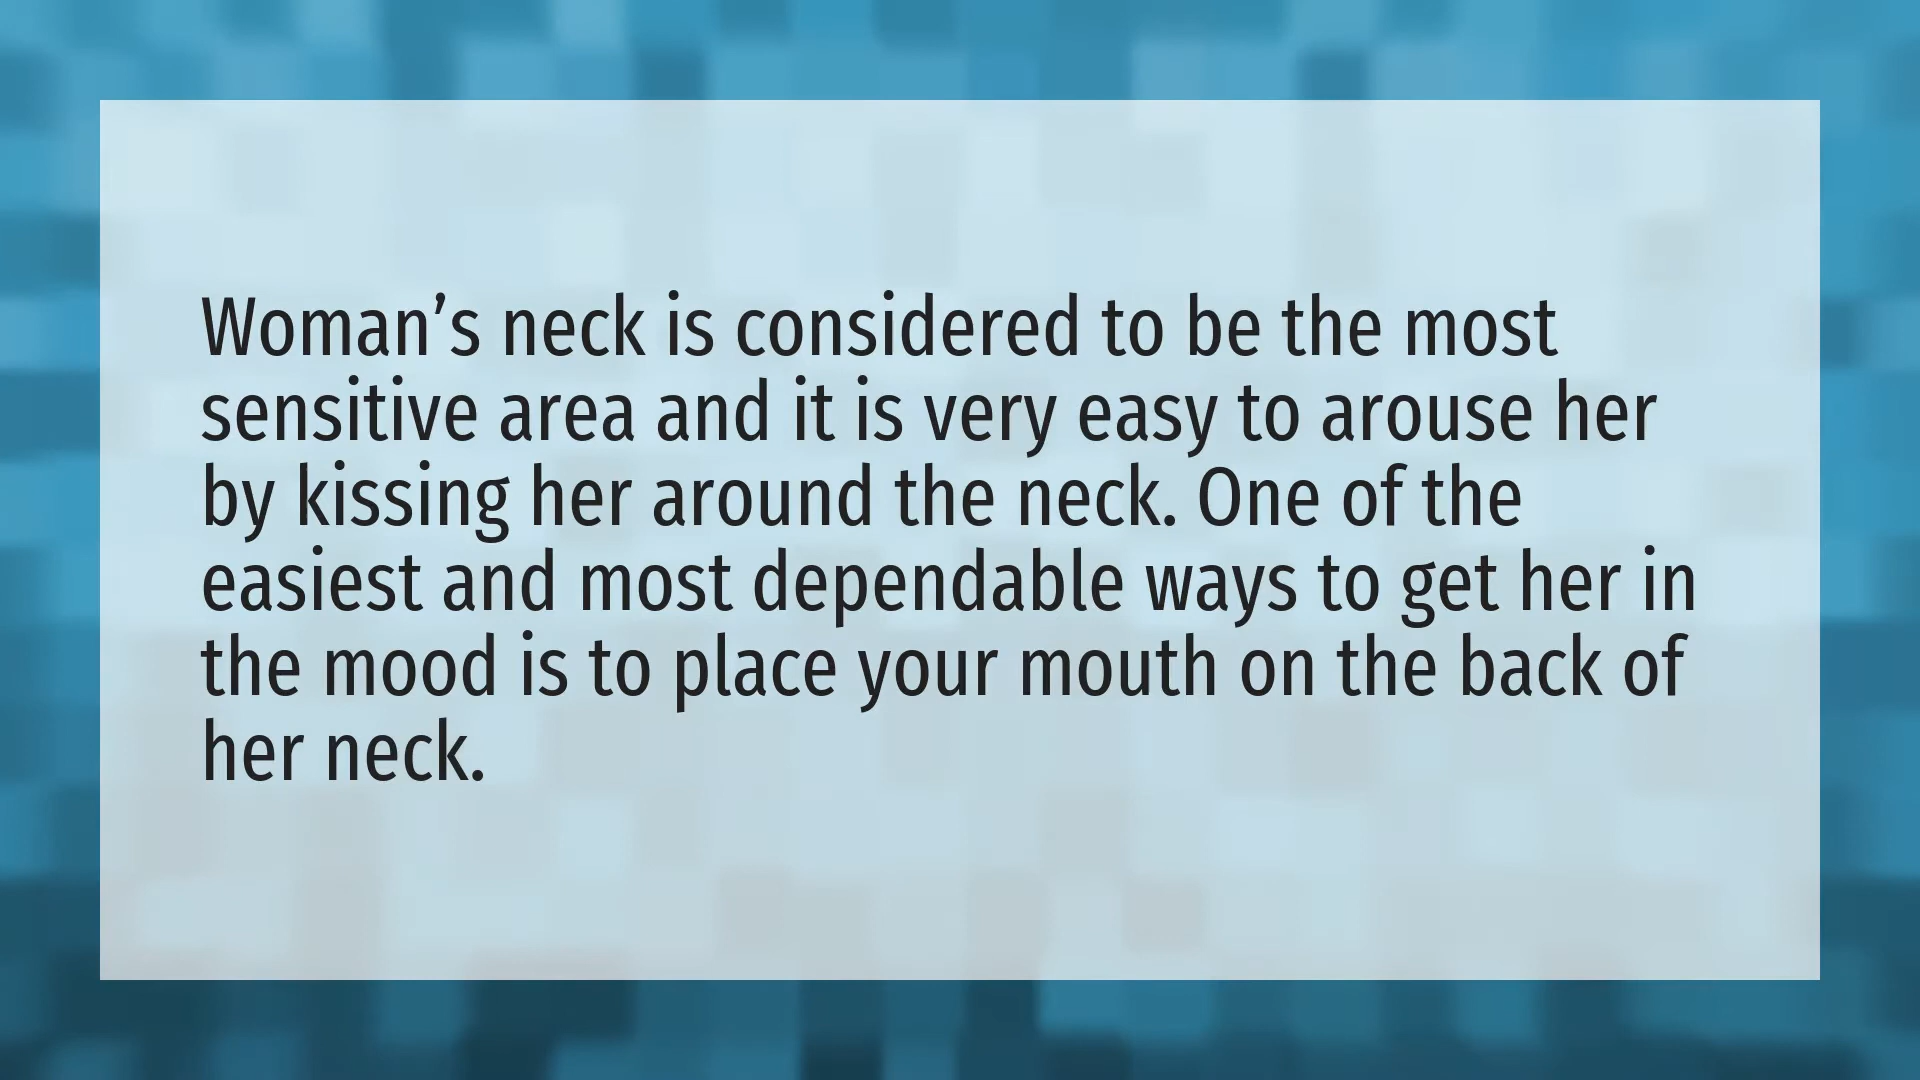 Woman’s neck is considered to be the most
sensitive area and it is very easy to arouse her
by kissing her around the neck. One of the
easiest and most dependable ways to get her in
the mood is to place your mouth on the back of
her neck.